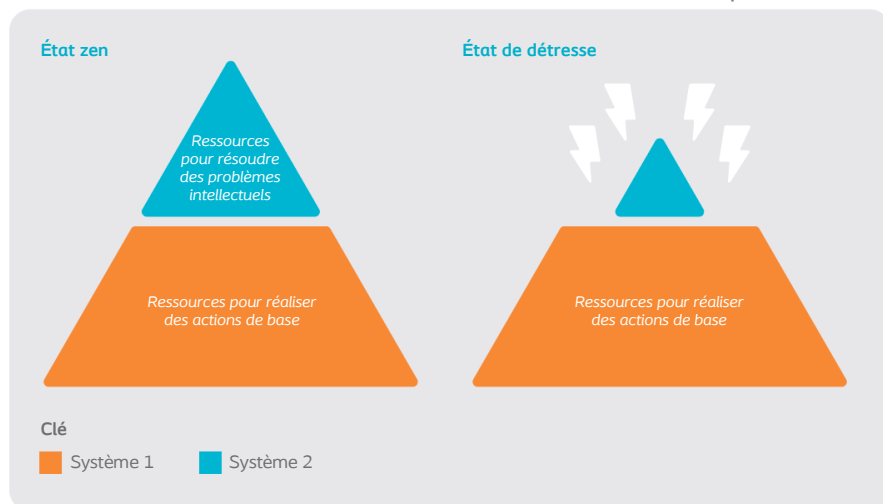 État zen
État de détresse
Ressources
pour résoudre
des problèmes
intellectuels
Ressources pour réaliser
des actions de base
Ressources pour réaliser
des actions de base
Clé
Système 1
Système 2